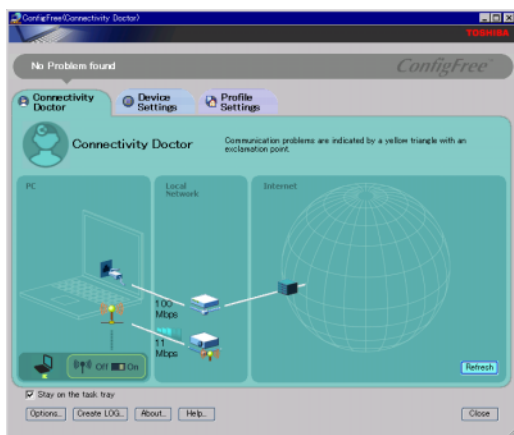 ConfigFree(Connectivity Doctor)
TOSHIBA
No Problem found
ConfigFree™
Connectivity
Doctor
Device
Settings
Profile
Settings
Connectivity Doctor
Communication problems are indicated by a yellow triangle with an
exclamation point.
PC
Local
Network
Internet
100
Mbps
11
Mbps
Off
On
Refresh
Stay on the task tray
Options..
Create LOG..
About..
Help..
Close